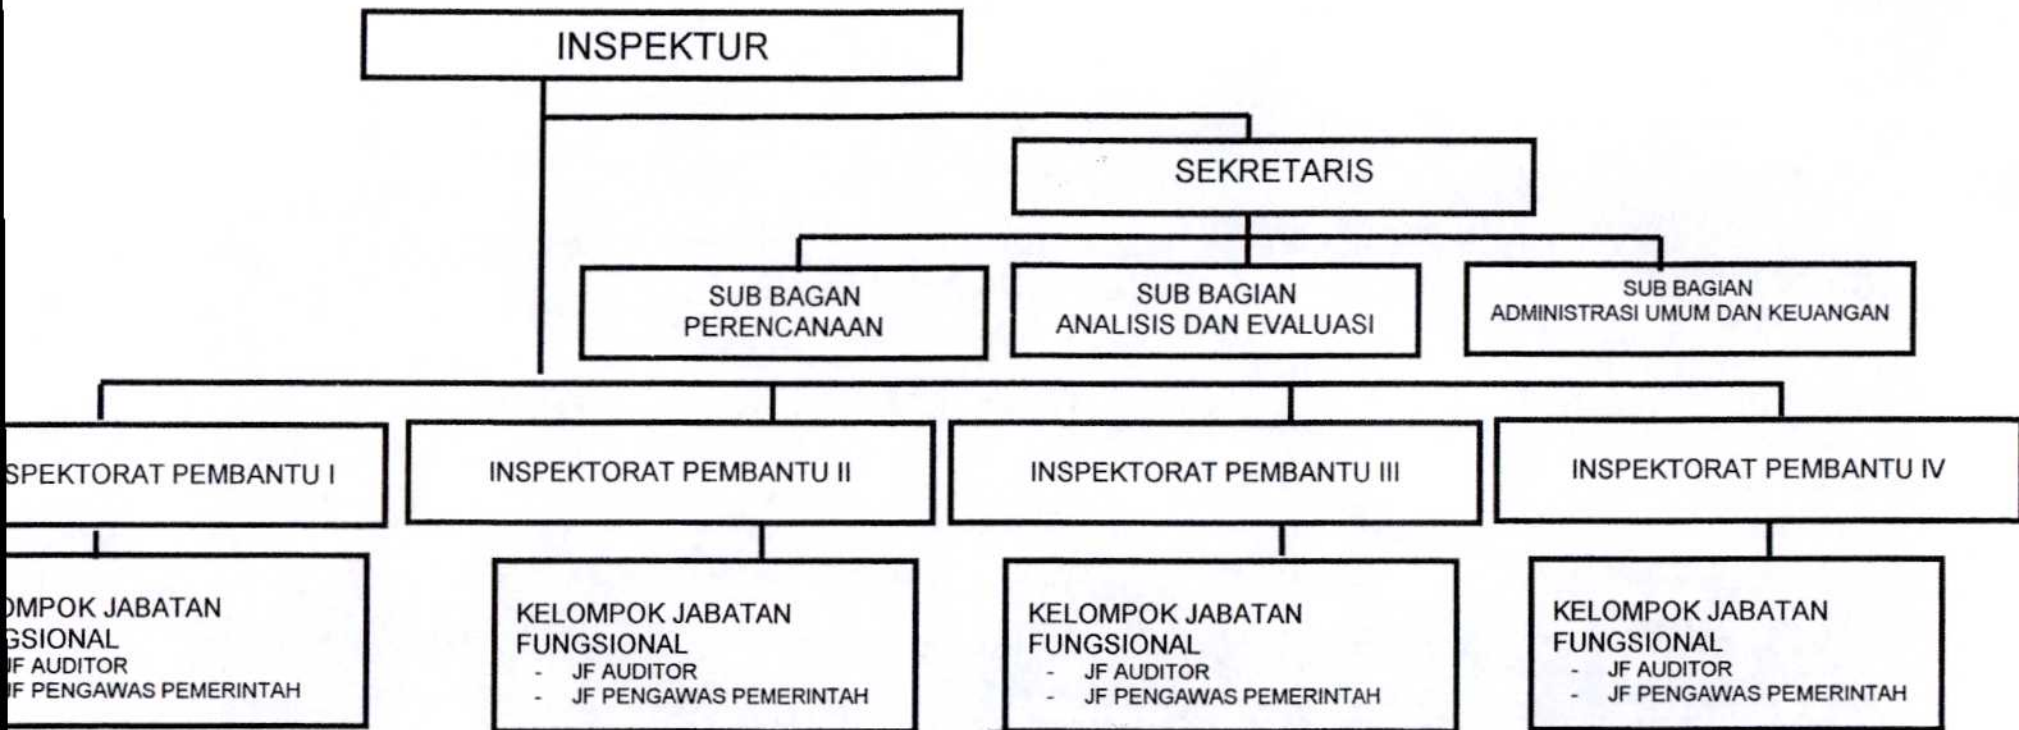 INSPEKTUR
SEKRETARIS
SUB BAGAN
PERENCANAAN
SUB BAGIAN
ANALISIS DAN EVALUASI
SUB BAGIAN
ADMINISTRASI UMUM DAN KEUANGAN
SPEKTORAT PEMBANTU I
INSPEKTORAT PEMBANTU II
INSPEKTORAT PEMBANTU III
INSPEKTORAT PEMBANTU IV
OMPOK JABATAN
GSIONAL
JF AUDITOR
JF PENGAWAS PEMERINTAH
KELOMPOK JABATAN
FUNGSIONAL
- JF AUDITOR
- JF PENGAWAS PEMERINTAH
KELOMPOK JABATAN
FUNGSIONAL
- JF AUDITOR
- JF PENGAWAS PEMERINTAH
KELOMPOK JABATAN
FUNGSIONAL
- JF AUDITOR
- JF PENGAWAS PEMERINTAH